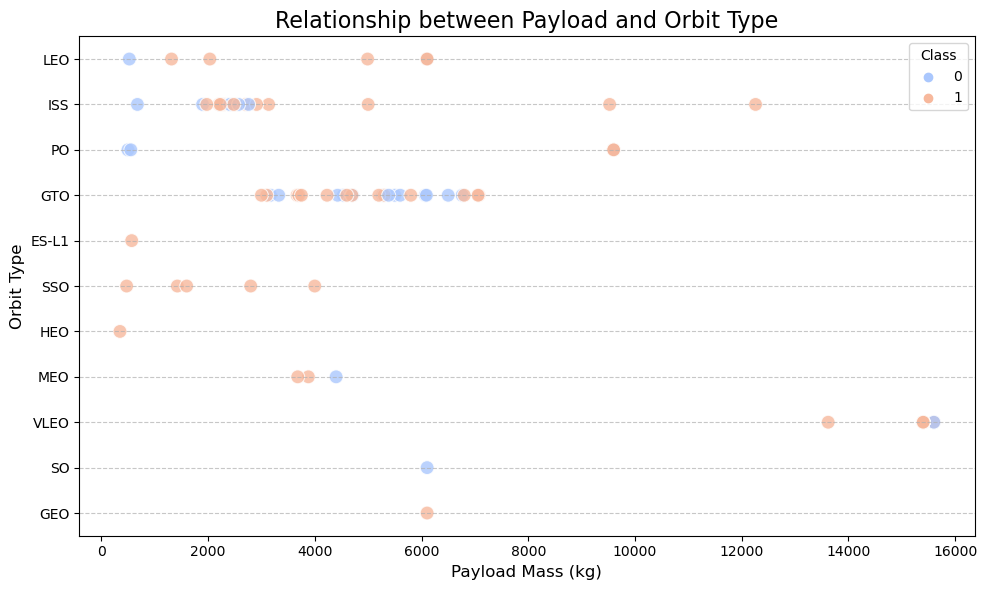 Relationship between Payload and Orbit Type
Class
0
1
LEO
ISS
PO
GTO
ES-L1
SSO
HEO
MEO
VLEO
SO
GEO
Orbit Type
0 2000 4000 6000 8000 10000 12000 14000 16000
Payload Mass (kg)